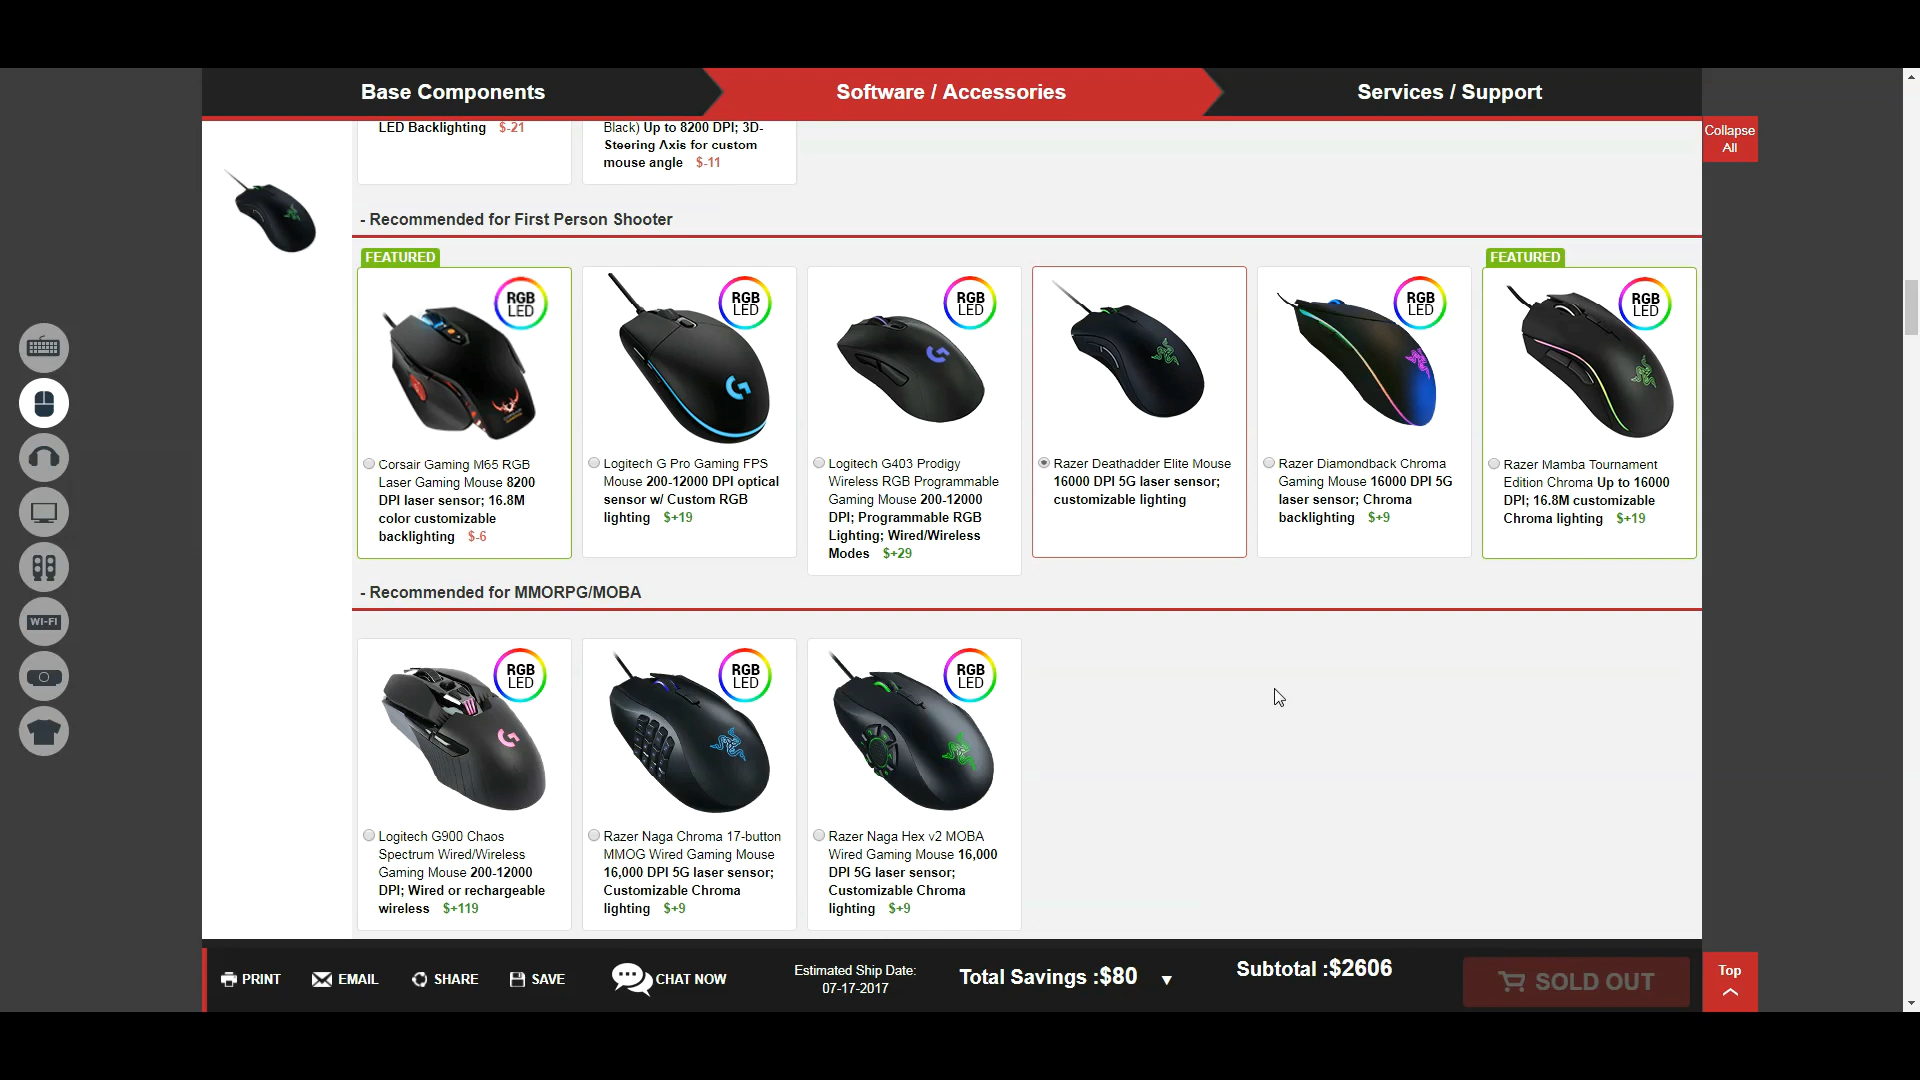 Base Components
Software / Accessories
Services / Support
Collapse
All
LED Backlighting $-21
Black) Up to 8200 DPI; 3D-
Steering Axis for custom
mouse angle $-11
- Recommended for First Person Shooter
FEATURED
FEATURED
RGB
LED
RGB
LED
RGB
LED
RGB
LED
RGB
LED
Corsair Gaming M65 RGB
Laser Gaming Mouse 8200
DPI laser sensor; 16.8M
color customizable
backlighting $-6
Logitech G Pro Gaming FPS
Mouse 200-12000 DPI optical
sensor w/ Custom RGB
lighting $+19
Logitech G403 Prodigy
Wireless RGB Programmable
Gaming Mouse 200-12000
DPI; Programmable RGB
Lighting; Wired/Wireless
Modes $+29
Razer Deathadder Elite Mouse
16000 DPI 5G laser sensor;
customizable lighting
Razer Diamondback Chroma
Gaming Mouse 16000 DPI 5G
laser sensor; Chroma
backlighting $+9
Razer Mamba Tournament
Edition Chroma Up to 16000
DPI; 16.8M customizable
Chroma lighting $+19
- Recommended for MMORPG/MOBA
WI-FI
RGB
LED
RGB
LED
RGB
LED
Logitech G900 Chaos
Spectrum Wired/Wireless
Gaming Mouse 200-12000
DPI; Wired or rechargeable
wireless $+119
Razer Naga Chroma 17-button
MMOG Wired Gaming Mouse
16,000 DPI 5G laser sensor;
Customizable Chroma
lighting $+9
Razer Naga Hex v2 MOBA
Wired Gaming Mouse 16,000
DPI 5G laser sensor;
Customizable Chroma
lighting $+9
PRINT
EMAIL
SHARE
SAVE
CHAT NOW
Estimated Ship Date:
07-17-2017
Total Savings :$80
Subtotal :$2606
SOLD OUT
Top